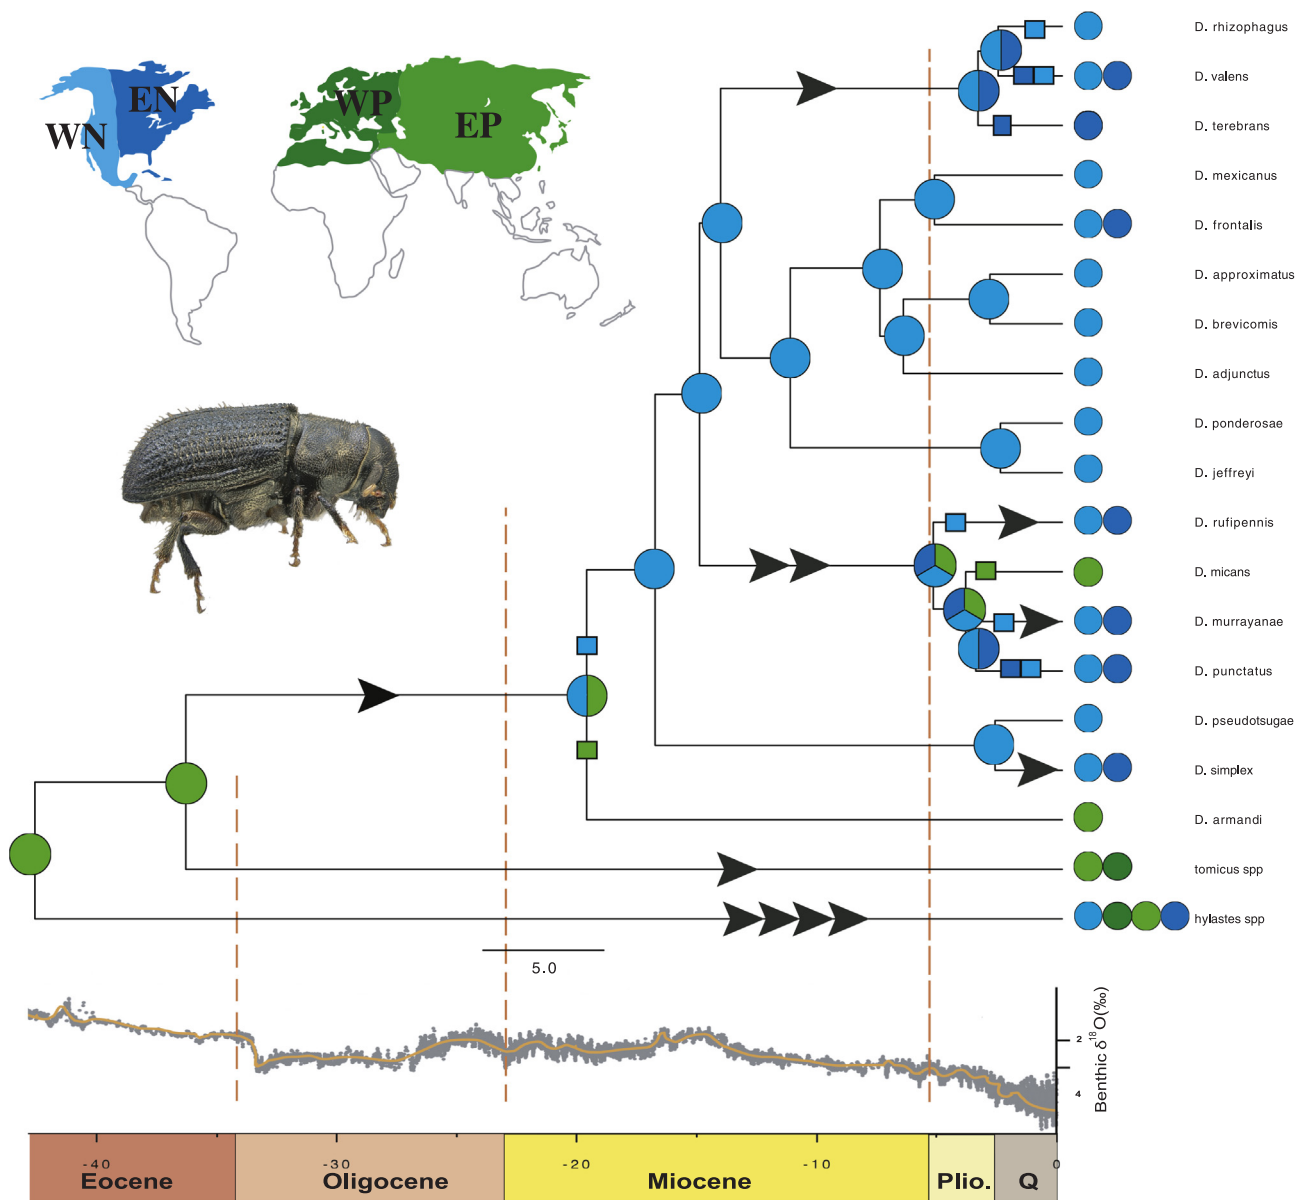 D. rhizophagus
EN
WP
D. valens
EP
WN
D. terebrans
D. mexicanus
D. frontalis
D. approximatus
D. brevicomis
D. adjunctus
D. ponderosae
D. jeffreyi
D. rufipennis
D. micans
D. murrayanae
D. punctatus
D. pseudotsugae
D. simplex
D. armandi
tomicus spp
hylastes spp
5.0
2
4
Benthic δ¹⁸O(‰)
-40
-30
-20
-10
0
Eocene
Oligocene
Miocene
Plio.
Q